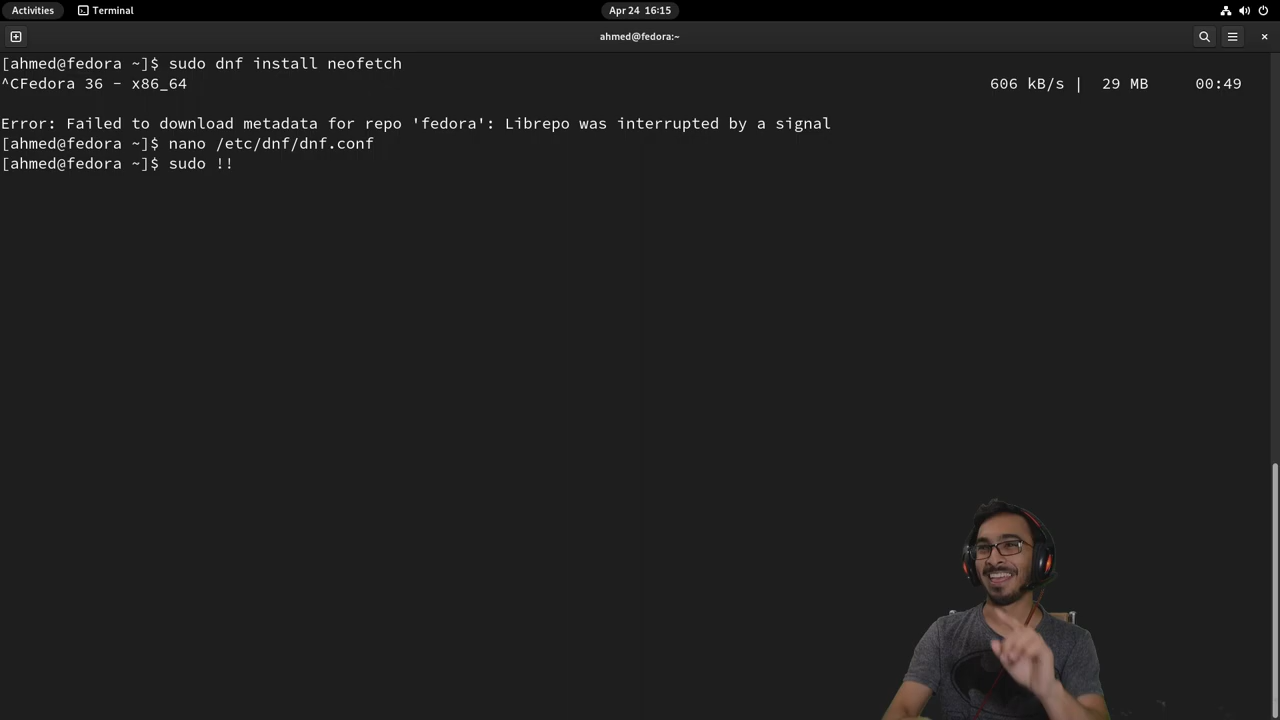 Activities Terminal Apr 24 16:15
ahmed@fedora:~
[ahmed@fedora ~]$ sudo dnf install neofetch
^CFedora 36 - x86_64 606 kB/s | 29 MB 00:49
Error: Failed to download metadata for repo 'fedora': Librepo was interrupted by a signal
[ahmed@fedora ~]$ nano /etc/dnf/dnf.conf
[ahmed@fedora ~]$ sudo !!